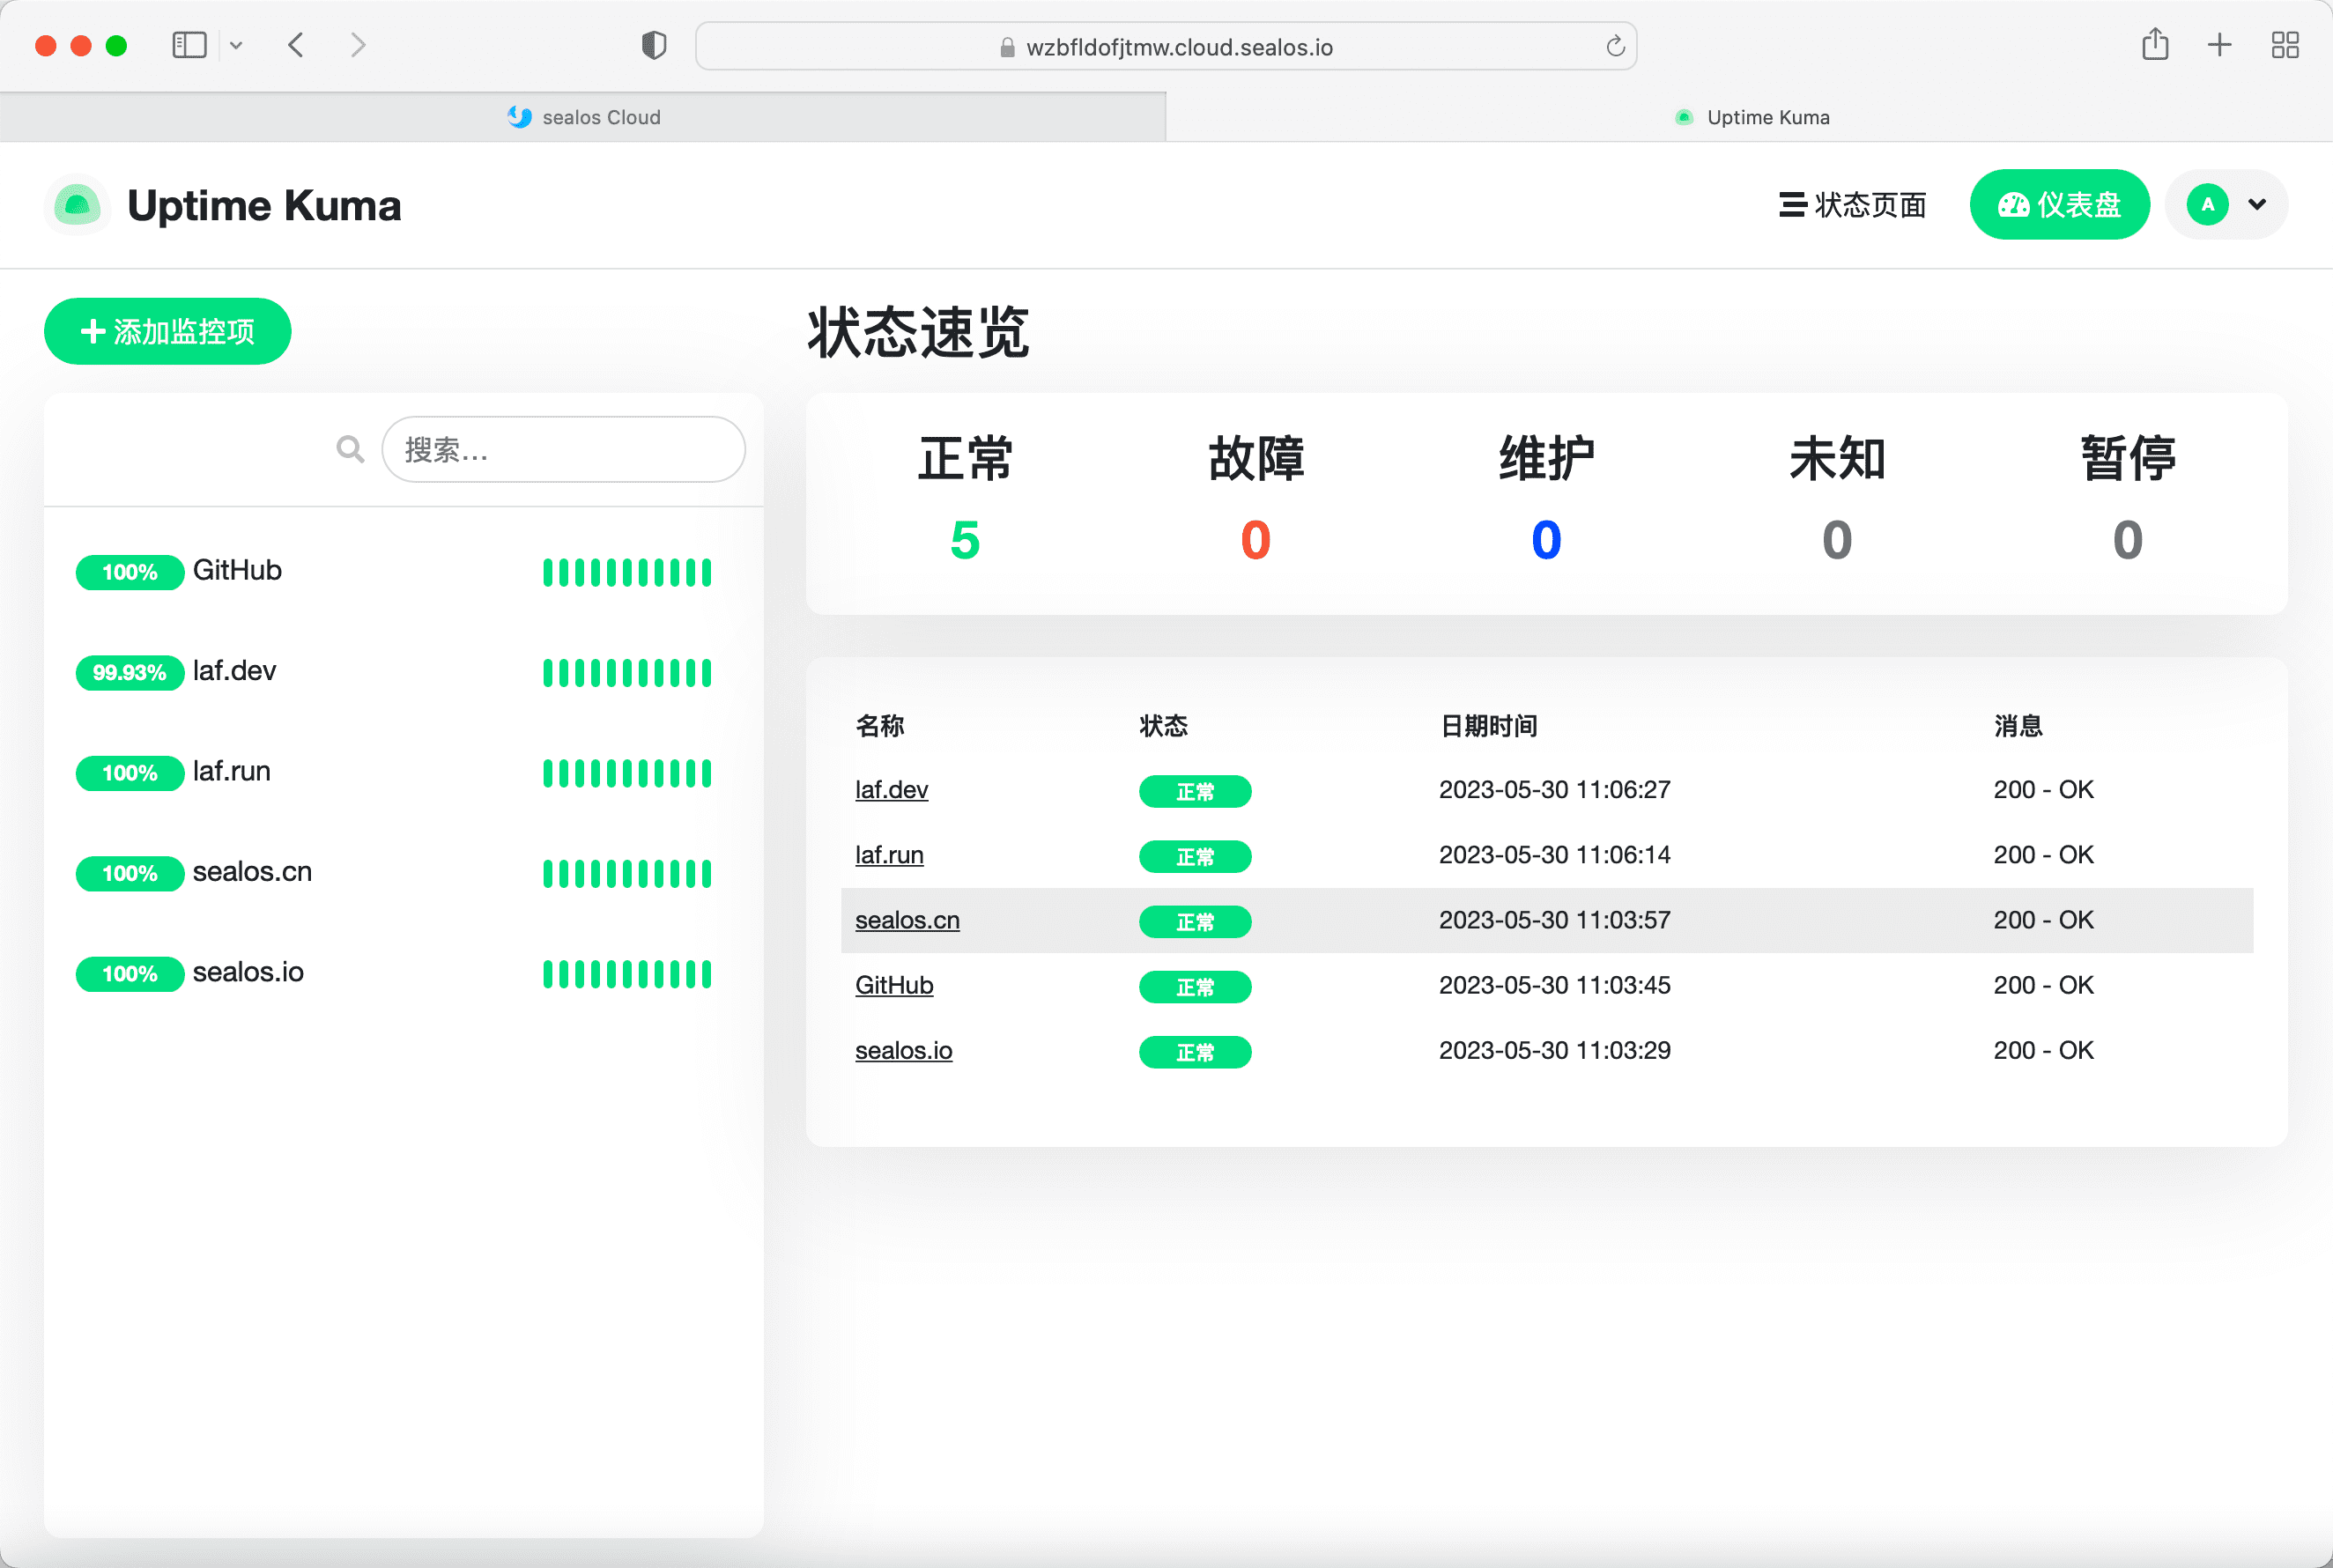 wzbfldofjtmw.cloud.sealos.io
sealos Cloud
Uptime Kuma
Uptime Kuma
状态页面
仪表盘
A
添加监控项
状态速览
搜索...
正常 故障 维护 未知 暂停
5 0 0 0 0
100% GitHub
99.93% laf.dev
100% laf.run
100% sealos.cn
100% sealos.io
名称 状态 日期时间 消息
laf.dev 正常 2023-05-30 11:06:27 200 - OK
laf.run 正常 2023-05-30 11:06:14 200 - OK
sealos.cn 正常 2023-05-30 11:03:57 200 - OK
GitHub 正常 2023-05-30 11:03:45 200 - OK
sealos.io 正常 2023-05-30 11:03:29 200 - OK